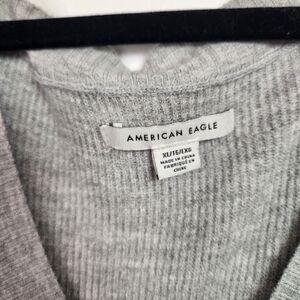 AMERICAN EAGLE
XL/TG/EXG
MADE IN CHINA
FABRIQUÉ EN
CHINE